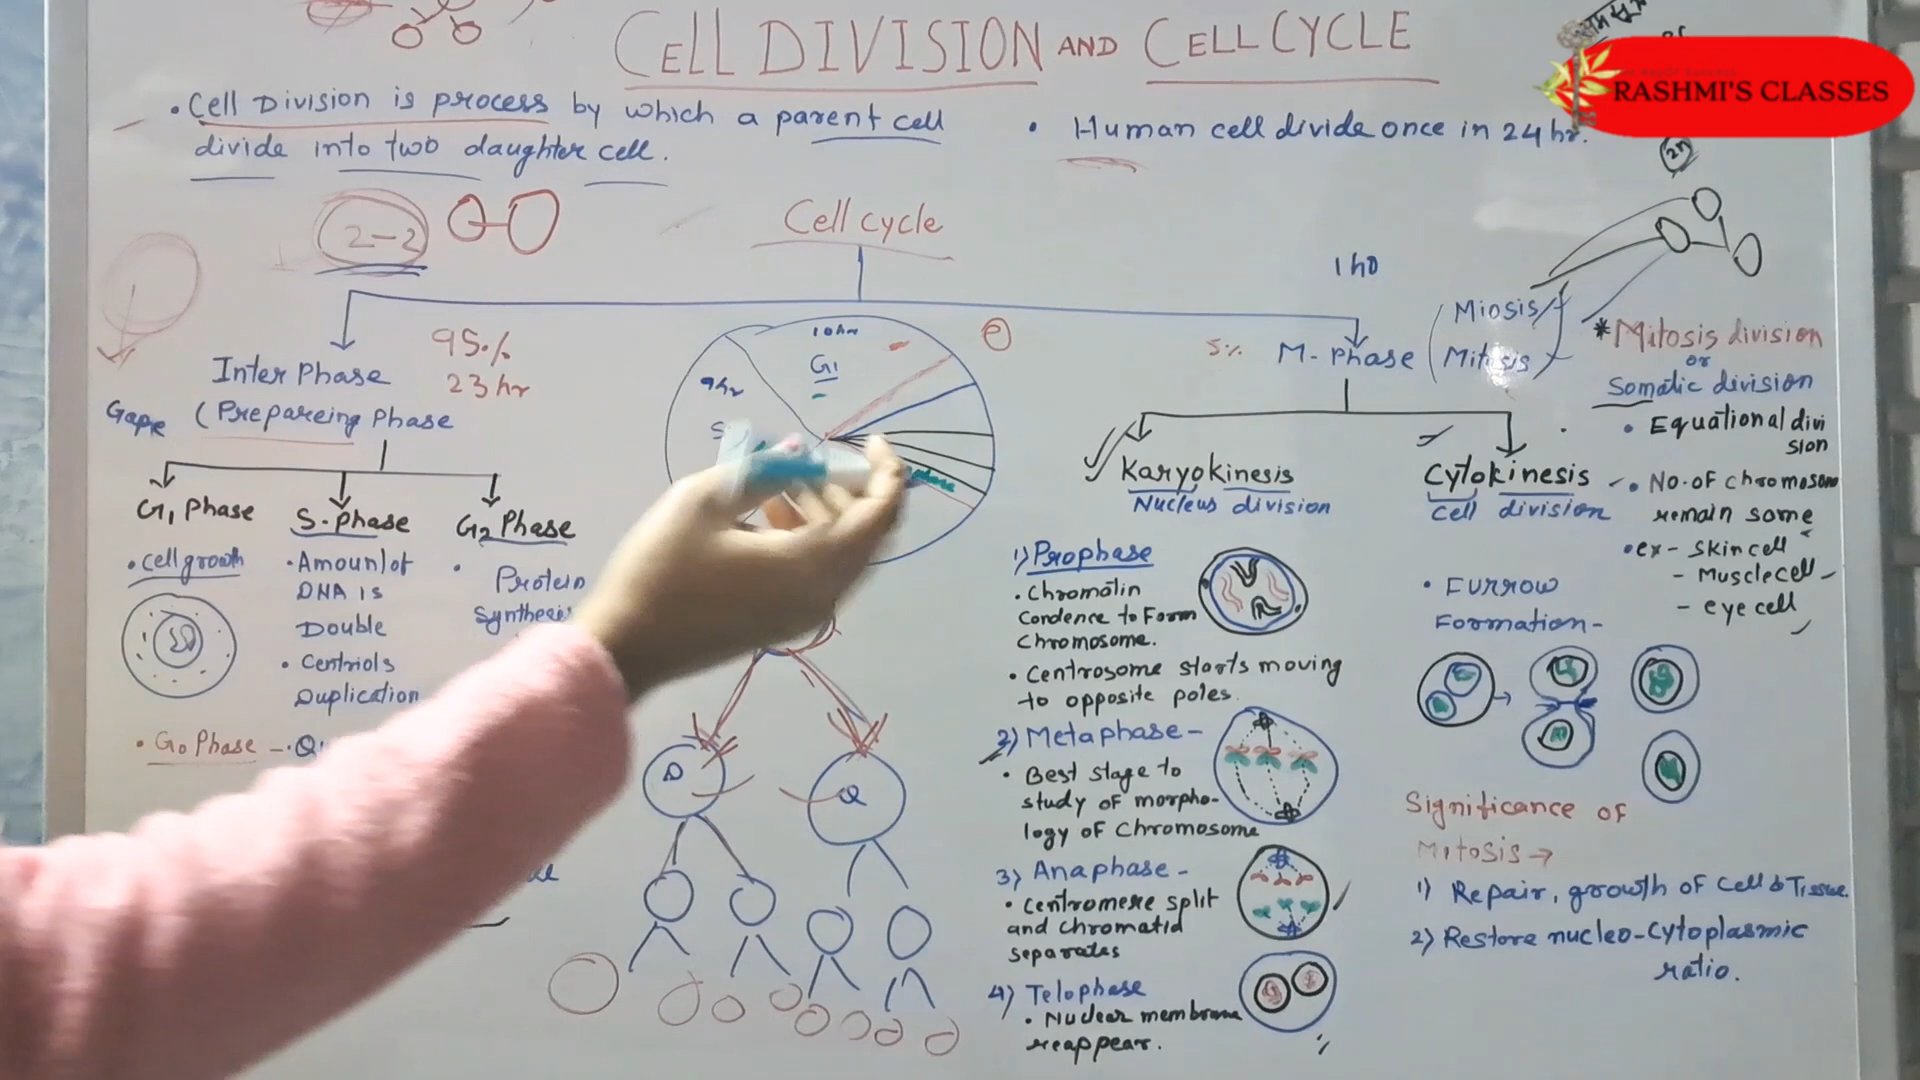 CELL DIVISION AND CELL CYCLE
RASHMI'S CLASSES
• Cell Division is process by which a parent cell
divide into two daughter cell.
• Human cell divide once in 24 hr.
2n
2-2
Cell cycle
1 hr
95%
23 hr
Inter Phase
Gape (Prepareing Phase
10 hr
G1
9 hr
S
phase
5% M-Phase
Miosis
Mitosis
* Mitosis division
or
Somatic division
• Equational divi
sion
• No. of chromosome
remain some
• ex - skin cell
- Muscle cell
- eye cell
G1 Phase
• cell growth
S-phase
• Amount of
DNA is
Double
• Centriols
Duplication
G2 Phase
• Protein
• G0 Phase -
D
Q
Karyokinesis
Nucleus division
1) Prophase
• Chromatin
Condence to Form
Chromosome.
• Centrosome starts moving
to opposite poles.
2) Metaphase -
• Best stage to
study of morpho-
logy of chromosome
3) Anaphase -
• Centromere split
and chromatid
separates
4) Telophase
• Nuclear membrane
reappear.
Cytokinesis
Cell division
• Furrow
Formation -
Significance of
Mitosis →
1) Repair, growth of cell & Tissue.
2) Restore nucleo-cytoplasmic
ratio.